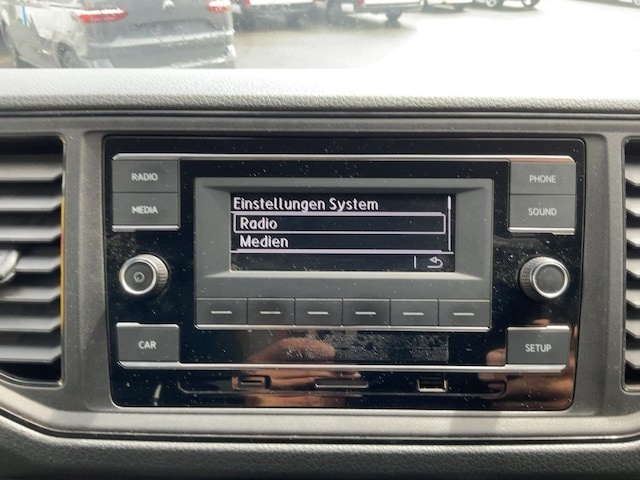 RADIO
MEDIA
Einstellungen System
Radio
Medien
PHONE
SOUND
CAR
SETUP